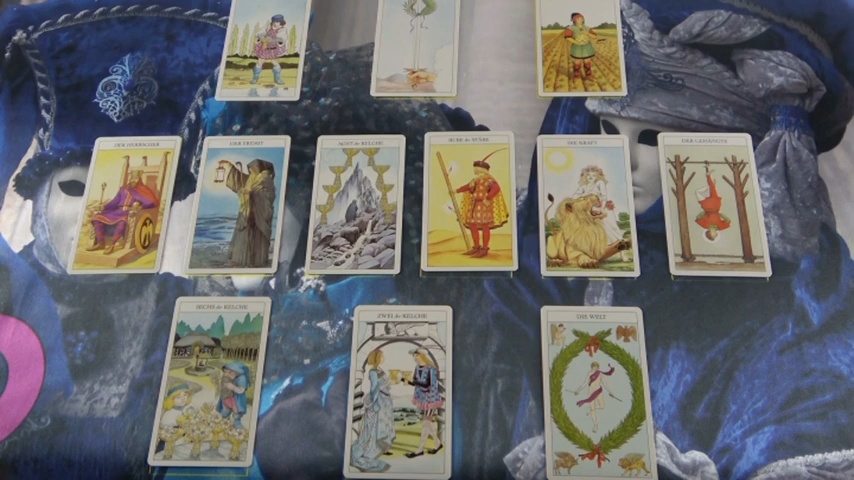 DER HERRSCHER
DER EREMIT
ACHT der KELCHE
BUBE der STÄBE
DIE KRAFT
DER GEHÄNGTE
SECHS der KELCHE
ZWEI der KELCHE
DIE WELT